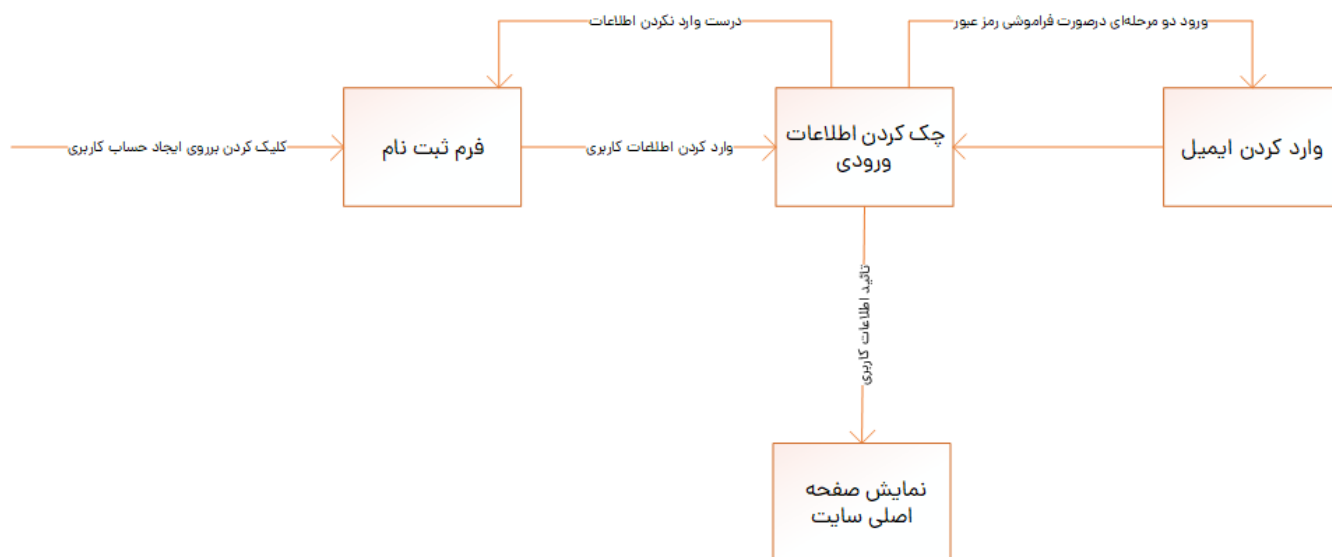 درست وارد نکردن اطلاعات
ورود دو مرحله‌ای درصورت فراموشی رمز عبور
کلیک کردن برروی ایجاد حساب کاربری
فرم ثبت نام
وارد کردن اطلاعات کاربری
چک کردن اطلاعات
ورودی
وارد کردن ایمیل
تائید اطلاعات کاربری
نمایش صفحه
اصلی سایت